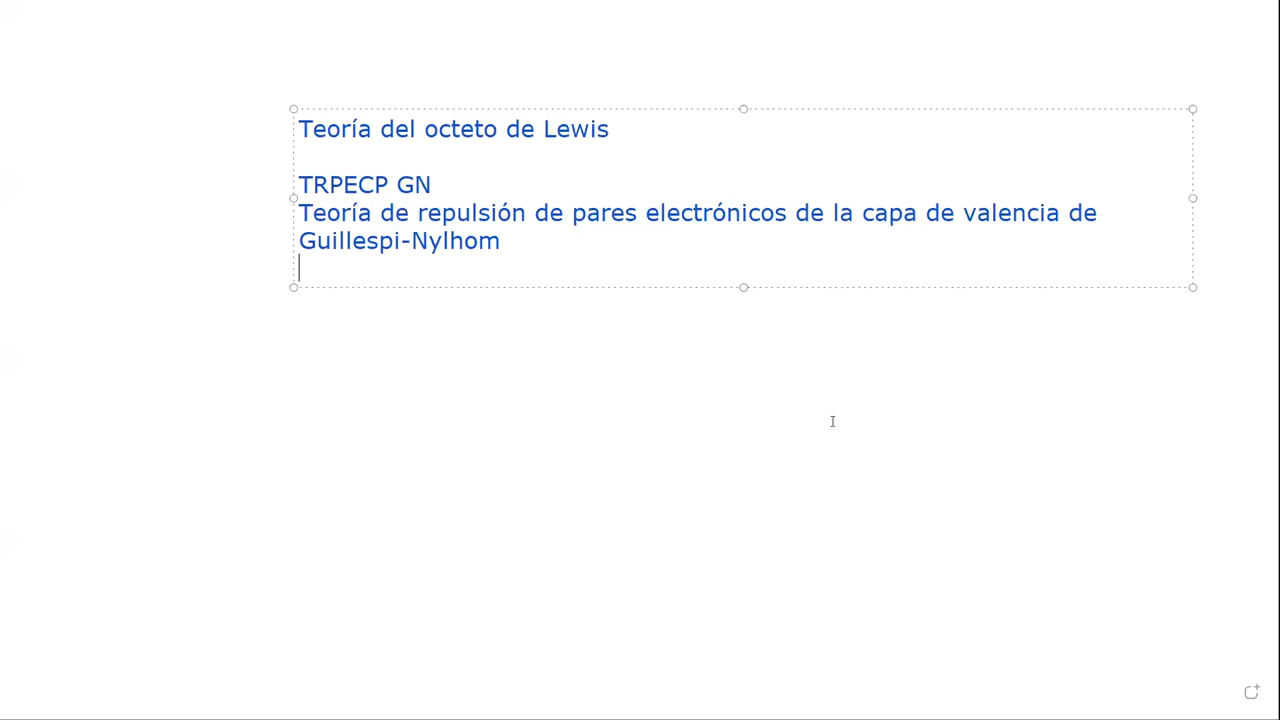 Teoría del octeto de Lewis
TRPECP GN
Teoría de repulsión de pares electrónicos de la capa de valencia de
Guillespi-Nylhom